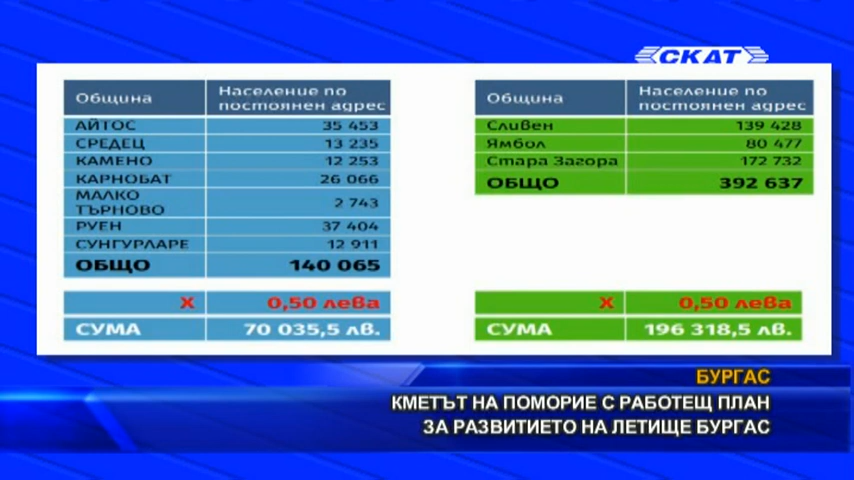 СКАТ
Община Население по постоянен адрес
АЙТОС 35 453
СРЕДЕЦ 13 235
КАМЕНО 12 253
КАРНОБАТ 26 066
МАЛКО ТЪРНОВО 2 743
РУЕН 37 404
СУНГУРЛАРЕ 12 911
ОБЩО 140 065
X 0,50 лева
СУМА 70 035,5 лв.
Община Население по постоянен адрес
Сливен 139 428
Ямбол 80 477
Стара Загора 172 732
ОБЩО 392 637
X 0,50 лева
СУМА 196 318,5 лв.
БУРГАС
КМЕТЪТ НА ПОМОРИЕ С РАБОТЕЩ ПЛАН
ЗА РАЗВИТИЕТО НА ЛЕТИЩЕ БУРГАС